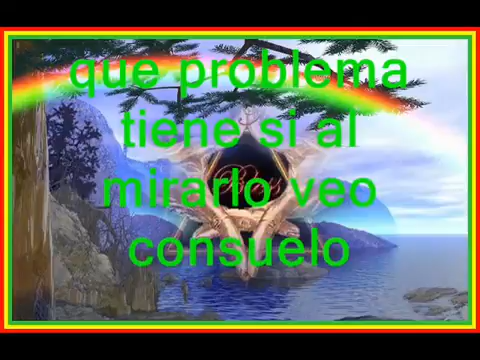 que problema
tiene si al
mirarlo veo
consuelo